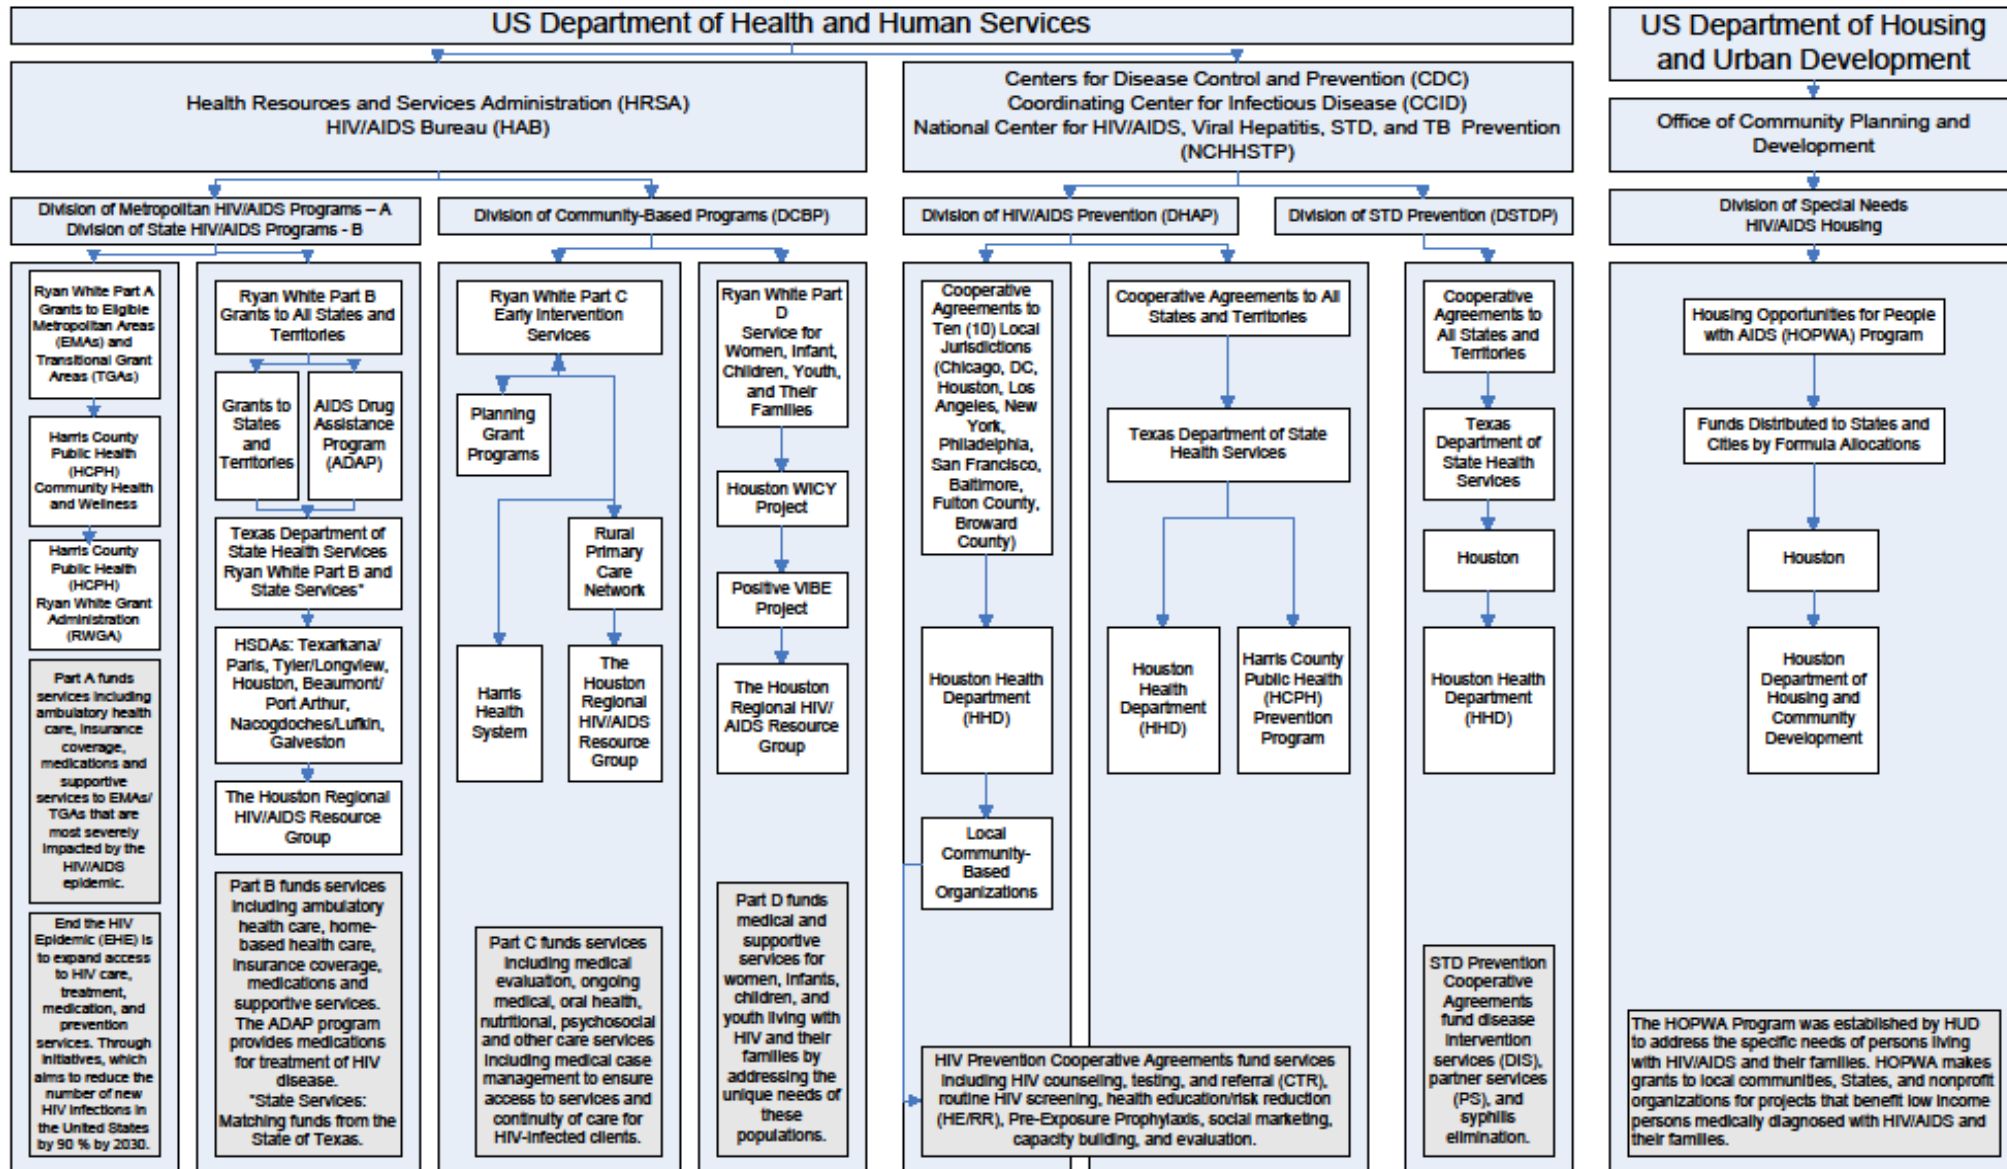 US Department of Health and Human Services
US Department of Housing
and Urban Development
Health Resources and Services Administration (HRSA)
HIV/AIDS Bureau (HAB)
Centers for Disease Control and Prevention (CDC)
Coordinating Center for Infectious Disease (CCID)
National Center for HIV/AIDS, Viral Hepatitis, STD, and TB Prevention
(NCHHSTP)
Office of Community Planning and
Development
Division of Metropolitan HIV/AIDS Programs – A
Division of State HIV/AIDS Programs - B
Division of Community-Based Programs (DCBP)
Division of HIV/AIDS Prevention (DHAP)
Division of STD Prevention (DSTDP)
Division of Special Needs
HIV/AIDS Housing
Ryan White Part A
Grants to Eligible
Metropolitan Areas
(EMAs) and
Transitional Grant
Areas (TGAs)
Harris County
Public Health
(HCPH)
Community Health
and Wellness
Harris County
Public Health
(HCPH)
Ryan White Grant
Administration
(RWGA)
Part A funds
services including
ambulatory health
care, insurance
coverage,
medications and
supportive
services to EMAs/
TGAs that are
most severely
impacted by the
HIV/AIDS
epidemic.
End the HIV
Epidemic (EHE) is
to expand access
to HIV care,
treatment,
medication, and
prevention
services. Through
initiatives, which
aims to reduce the
number of new
HIV infections in
the United States
by 90 % by 2030.
Ryan White Part B
Grants to All States and
Territories
Grants to
States
and
Territories
AIDS Drug
Assistance
Program
(ADAP)
Texas Department of
State Health Services
Ryan White Part B and
State Services*
HSDAs: Texarkana/
Paris, Tyler/Longview,
Houston, Beaumont/
Port Arthur,
Nacogdoches/Lufkin,
Galveston
The Houston Regional
HIV/AIDS Resource
Group
Part B funds services
including ambulatory
health care, home-
based health care,
insurance coverage,
medications and
supportive services.
The ADAP program
provides medications
for treatment of HIV
disease.
*State Services:
Matching funds from the
State of Texas.
Ryan White Part C
Early Intervention
Services
Planning
Grant
Programs
Rural
Primary
Care
Network
Harris
Health
System
The
Houston
Regional
HIV/AIDS
Resource
Group
Part C funds services
including medical
evaluation, ongoing
medical, oral health,
nutritional, psychosocial
and other care services
including medical case
management to ensure
access to services and
continuity of care for
HIV-infected clients.
Ryan White Part
D
Service for
Women, Infant,
Children, Youth,
and Their
Families
Houston WICY
Project
Positive VIBE
Project
The Houston
Regional HIV/
AIDS Resource
Group
Part D funds
medical and
supportive
services for
women, infants,
children, and
youth living with
HIV and their
families by
addressing the
unique needs of
these
populations.
Cooperative
Agreements to
Ten (10) Local
Jurisdictions
(Chicago, DC,
Houston, Los
Angeles, New
York,
Philadelphia,
San Francisco,
Baltimore,
Fulton County,
Broward
County)
Houston Health
Department
(HHD)
Local
Community-
Based
Organizations
Cooperative Agreements to All
States and Territories
Texas Department of State
Health Services
Houston
Health
Department
(HHD)
Harris County
Public Health
(HCPH)
Prevention
Program
HIV Prevention Cooperative Agreements fund services
including HIV counseling, testing, and referral (CTR),
routine HIV screening, health education/risk reduction
(HE/RR), Pre-Exposure Prophylaxis, social marketing,
capacity building, and evaluation.
Cooperative
Agreements to
All States and
Territories
Texas
Department of
State Health
Services
Houston
Houston Health
Department
(HHD)
STD Prevention
Cooperative
Agreements
fund disease
intervention
services (DIS),
partner services
(PS), and
syphilis
elimination.
Housing Opportunities for People
with AIDS (HOPWA) Program
Funds Distributed to States and
Cities by Formula Allocations
Houston
Houston
Department of
Housing and
Community
Development
The HOPWA Program was established by HUD
to address the specific needs of persons living
with HIV/AIDS and their families. HOPWA makes
grants to local communities, States, and nonprofit
organizations for projects that benefit low income
persons medically diagnosed with HIV/AIDS and
their families.